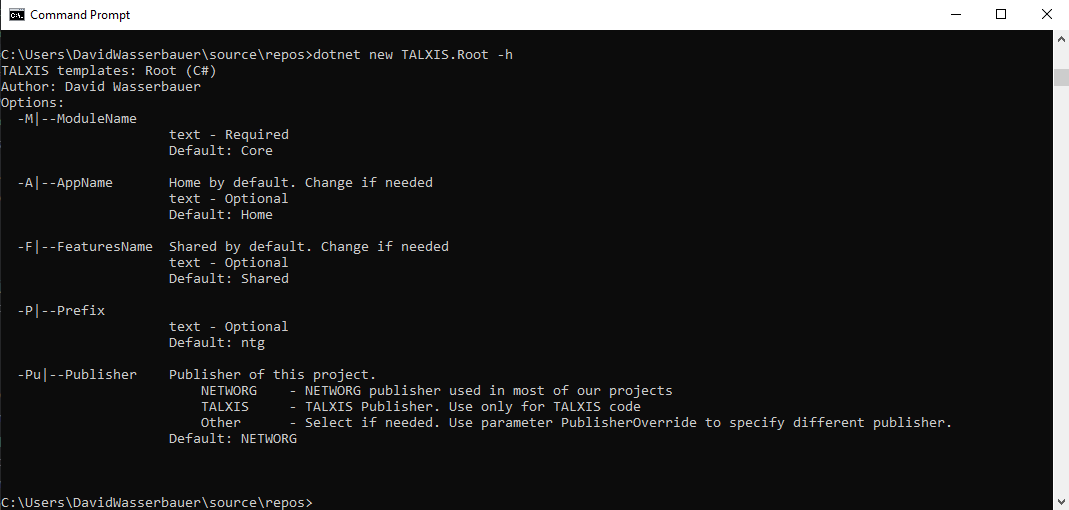 Command Prompt
C:\Users\DavidWasserbauer\source\repos>dotnet new TALXIS.Root -h
TALXIS templates: Root (C#)
Author: David Wasserbauer
Options:
  -M|--ModuleName
                     text - Required
                     Default: Core
  -A|--AppName       Home by default. Change if needed
                     text - Optional
                     Default: Home
  -F|--FeaturesName  Shared by default. Change if needed
                     text - Optional
                     Default: Shared
  -P|--Prefix
                     text - Optional
                     Default: ntg
  -Pu|--Publisher    Publisher of this project.
                         NETWORG    - NETWORG publisher used in most of our projects
                         TALXIS     - TALXIS Publisher. Use only for TALXIS code
                         Other      - Select if needed. Use parameter PublisherOverride to specify different publisher.
                     Default: NETWORG
C:\Users\DavidWasserbauer\source\repos>